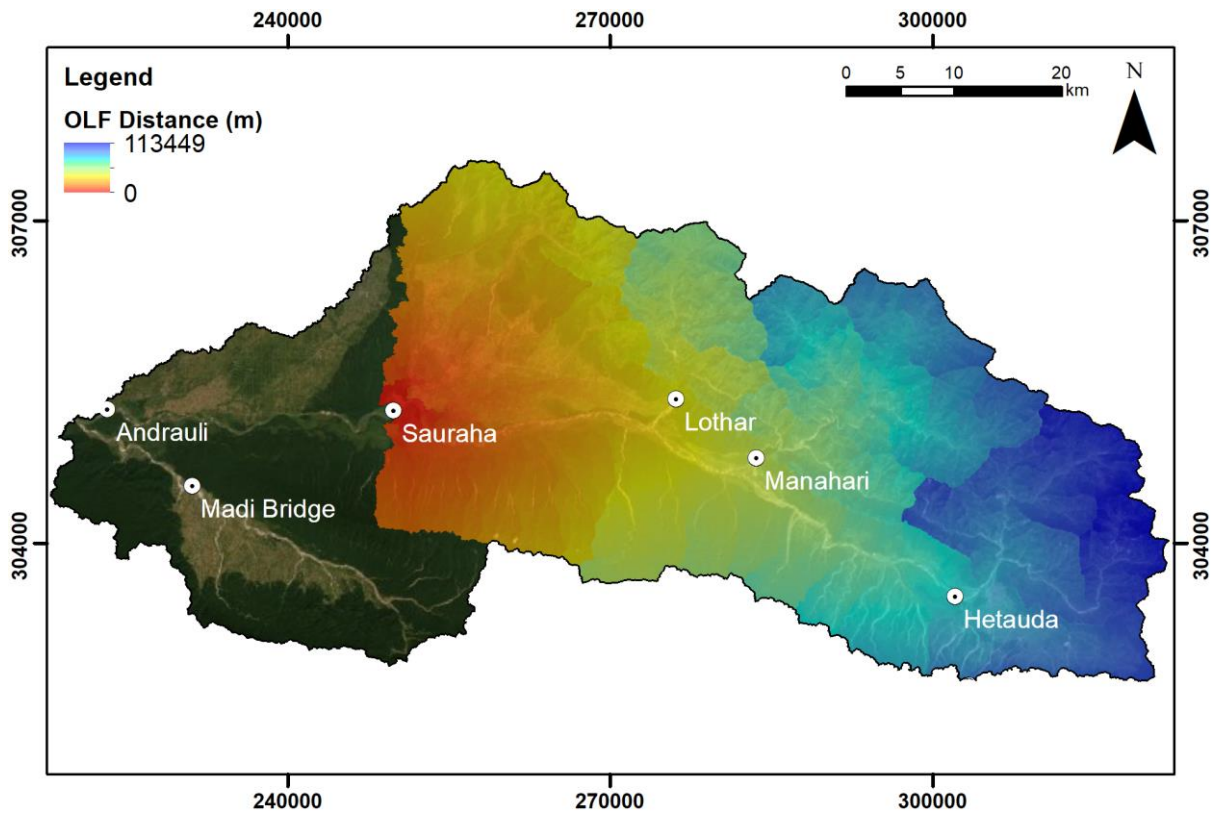 240000 270000 300000
Legend
OLF Distance (m)
113449
0
0 5 10 20
km
N
307000 307000
Lothar
Andrauli Sauraha
Manahari
Madi Bridge
304000 304000
Hetauda
240000 270000 300000